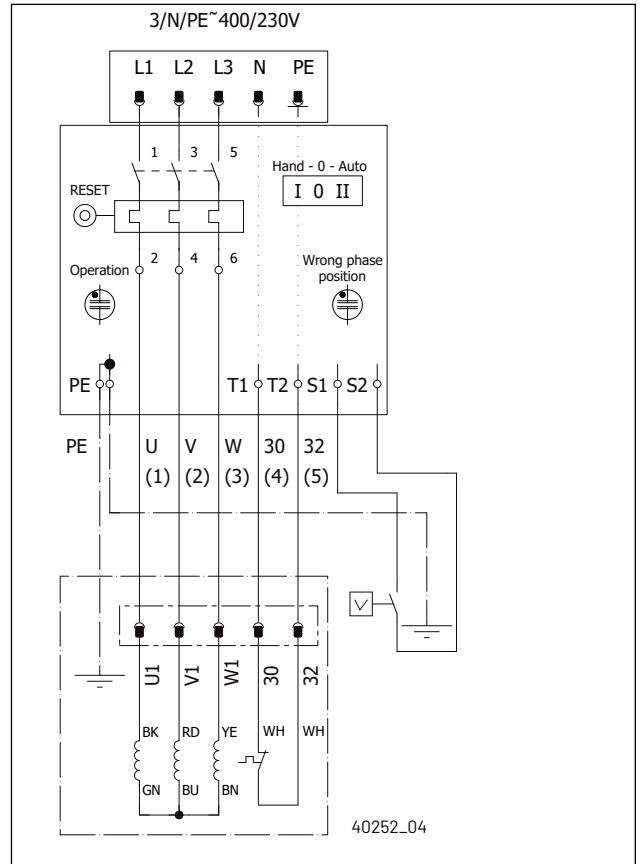 3/N/PE~400/230V
L1 L2 L3 N PE
1 3 5
Hand - 0 - Auto
I 0 II
RESET
2 4 6
Operation
Wrong phase
position
PE T1 T2 S1 S2
PE U V W 30 32
(1) (2) (3) (4) (5)
U1 V1 W1 30 32
BK RD YE WH WH
GN BU BN
40252_04